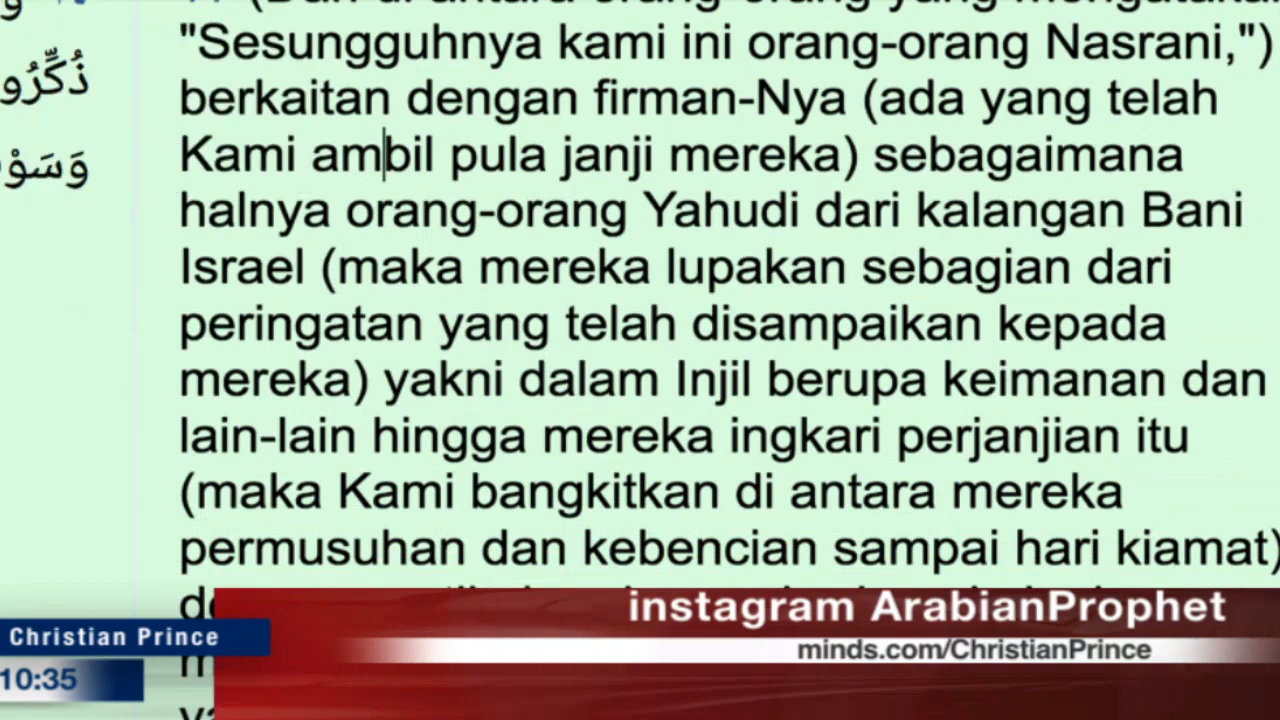 "Sesungguhnya kami ini orang-orang Nasrani,")
berkaitan dengan firman-Nya (ada yang telah
Kami ambil pula janji mereka) sebagaimana
halnya orang-orang Yahudi dari kalangan Bani
Israel (maka mereka lupakan sebagian dari
peringatan yang telah disampaikan kepada
mereka) yakni dalam Injil berupa keimanan dan
lain-lain hingga mereka ingkari perjanjian itu
(maka Kami bangkitkan di antara mereka
permusuhan dan kebencian sampai hari kiamat)
instagram ArabianProphet
minds.com/ChristianPrince
Christian Prince
10:35